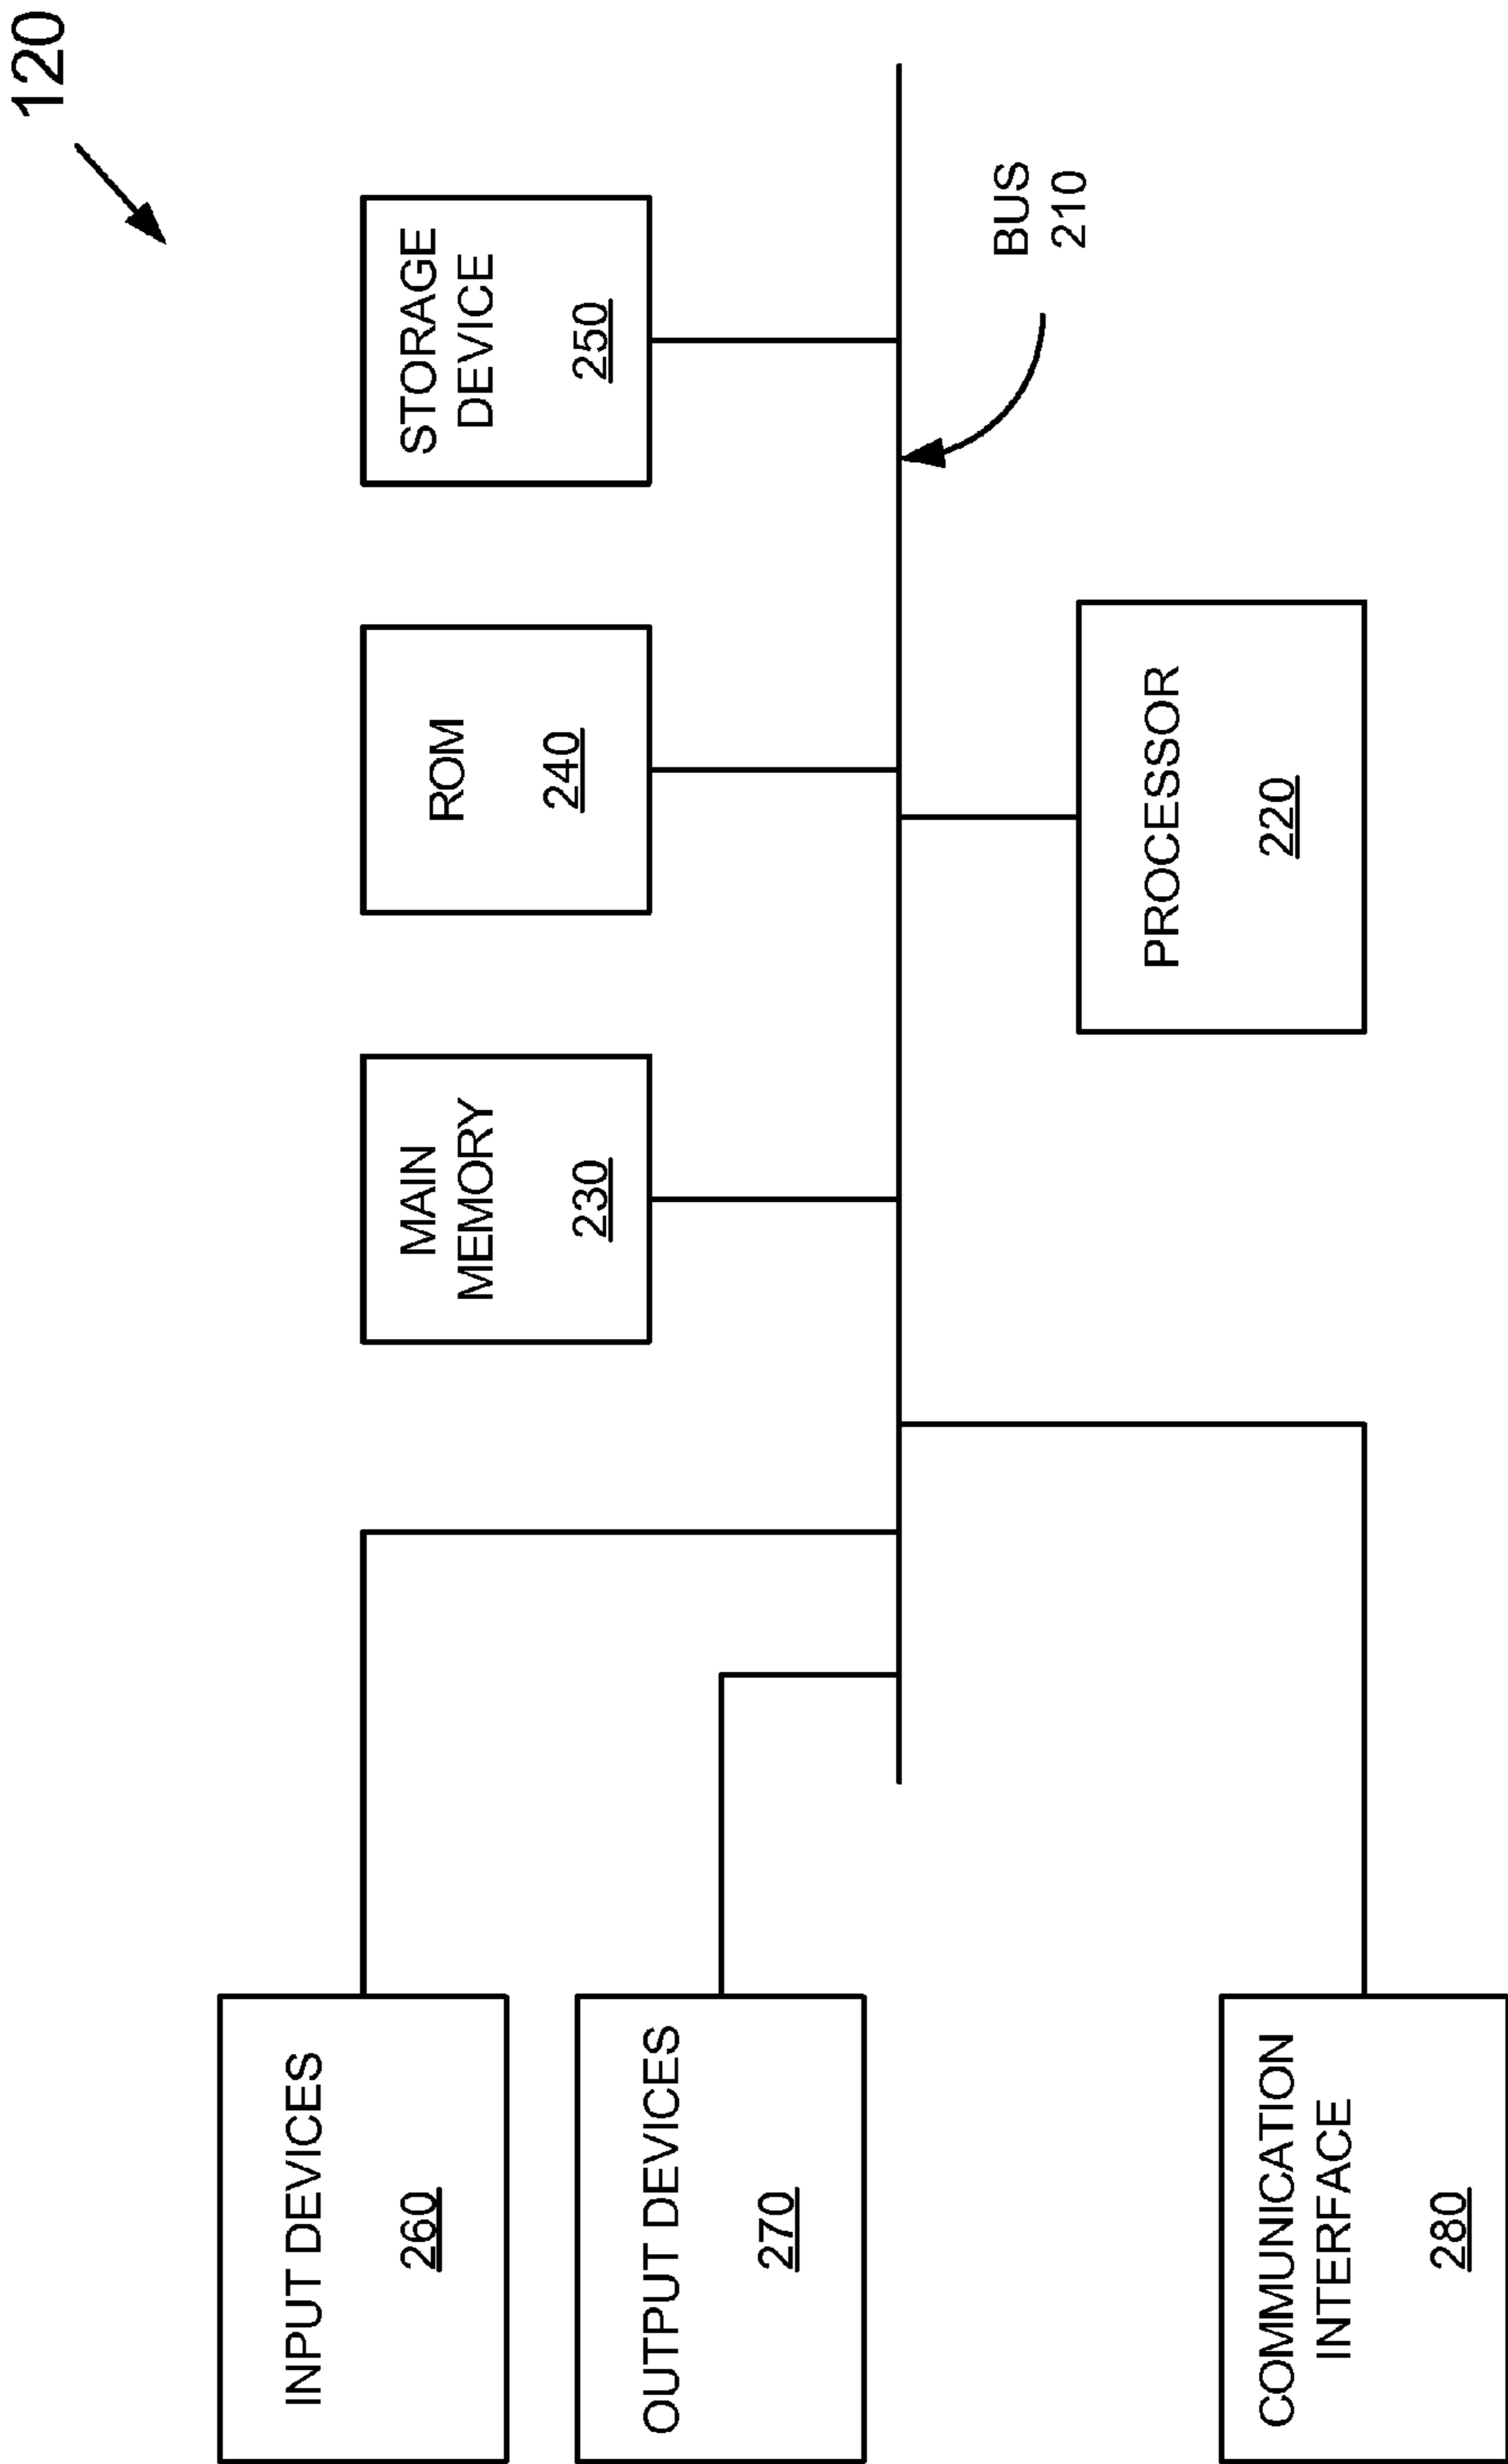 120
STORAGE
DEVICE
250
ROM
240
MAIN
MEMORY
230
INPUT DEVICES
260
OUTPUT DEVICES
270
BUS
210
PROCESSOR
220
COMMUNICATION
INTERFACE
280